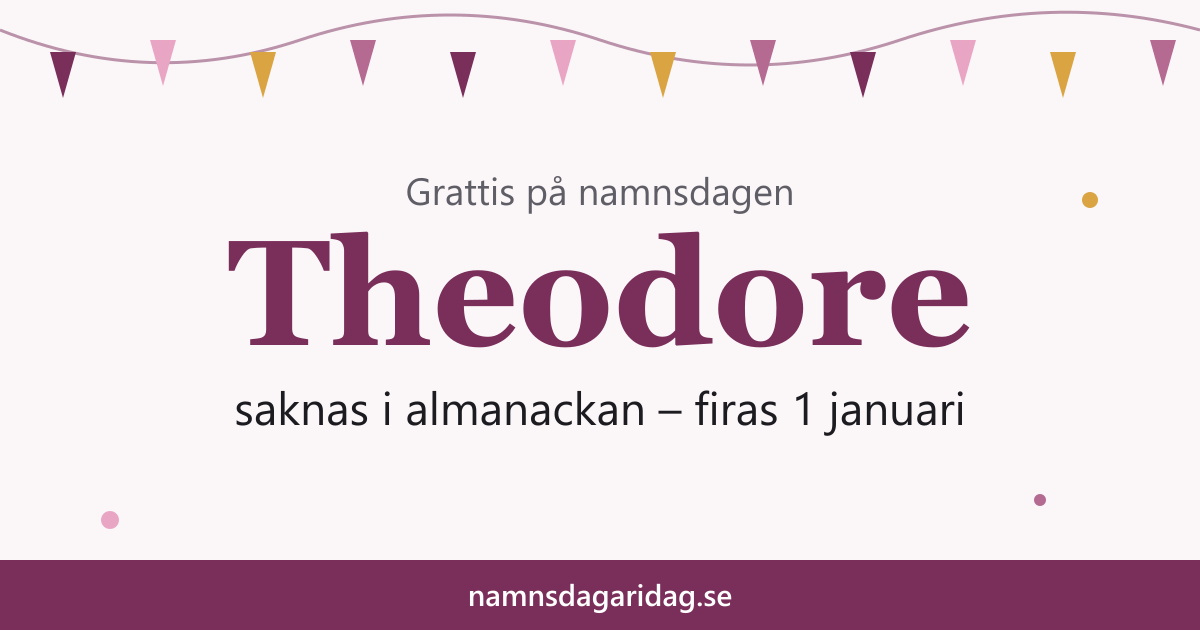 Grattis på namnsdagen
Theodore
saknas i almanackan – firas 1 januari
namnsdagaridag.se